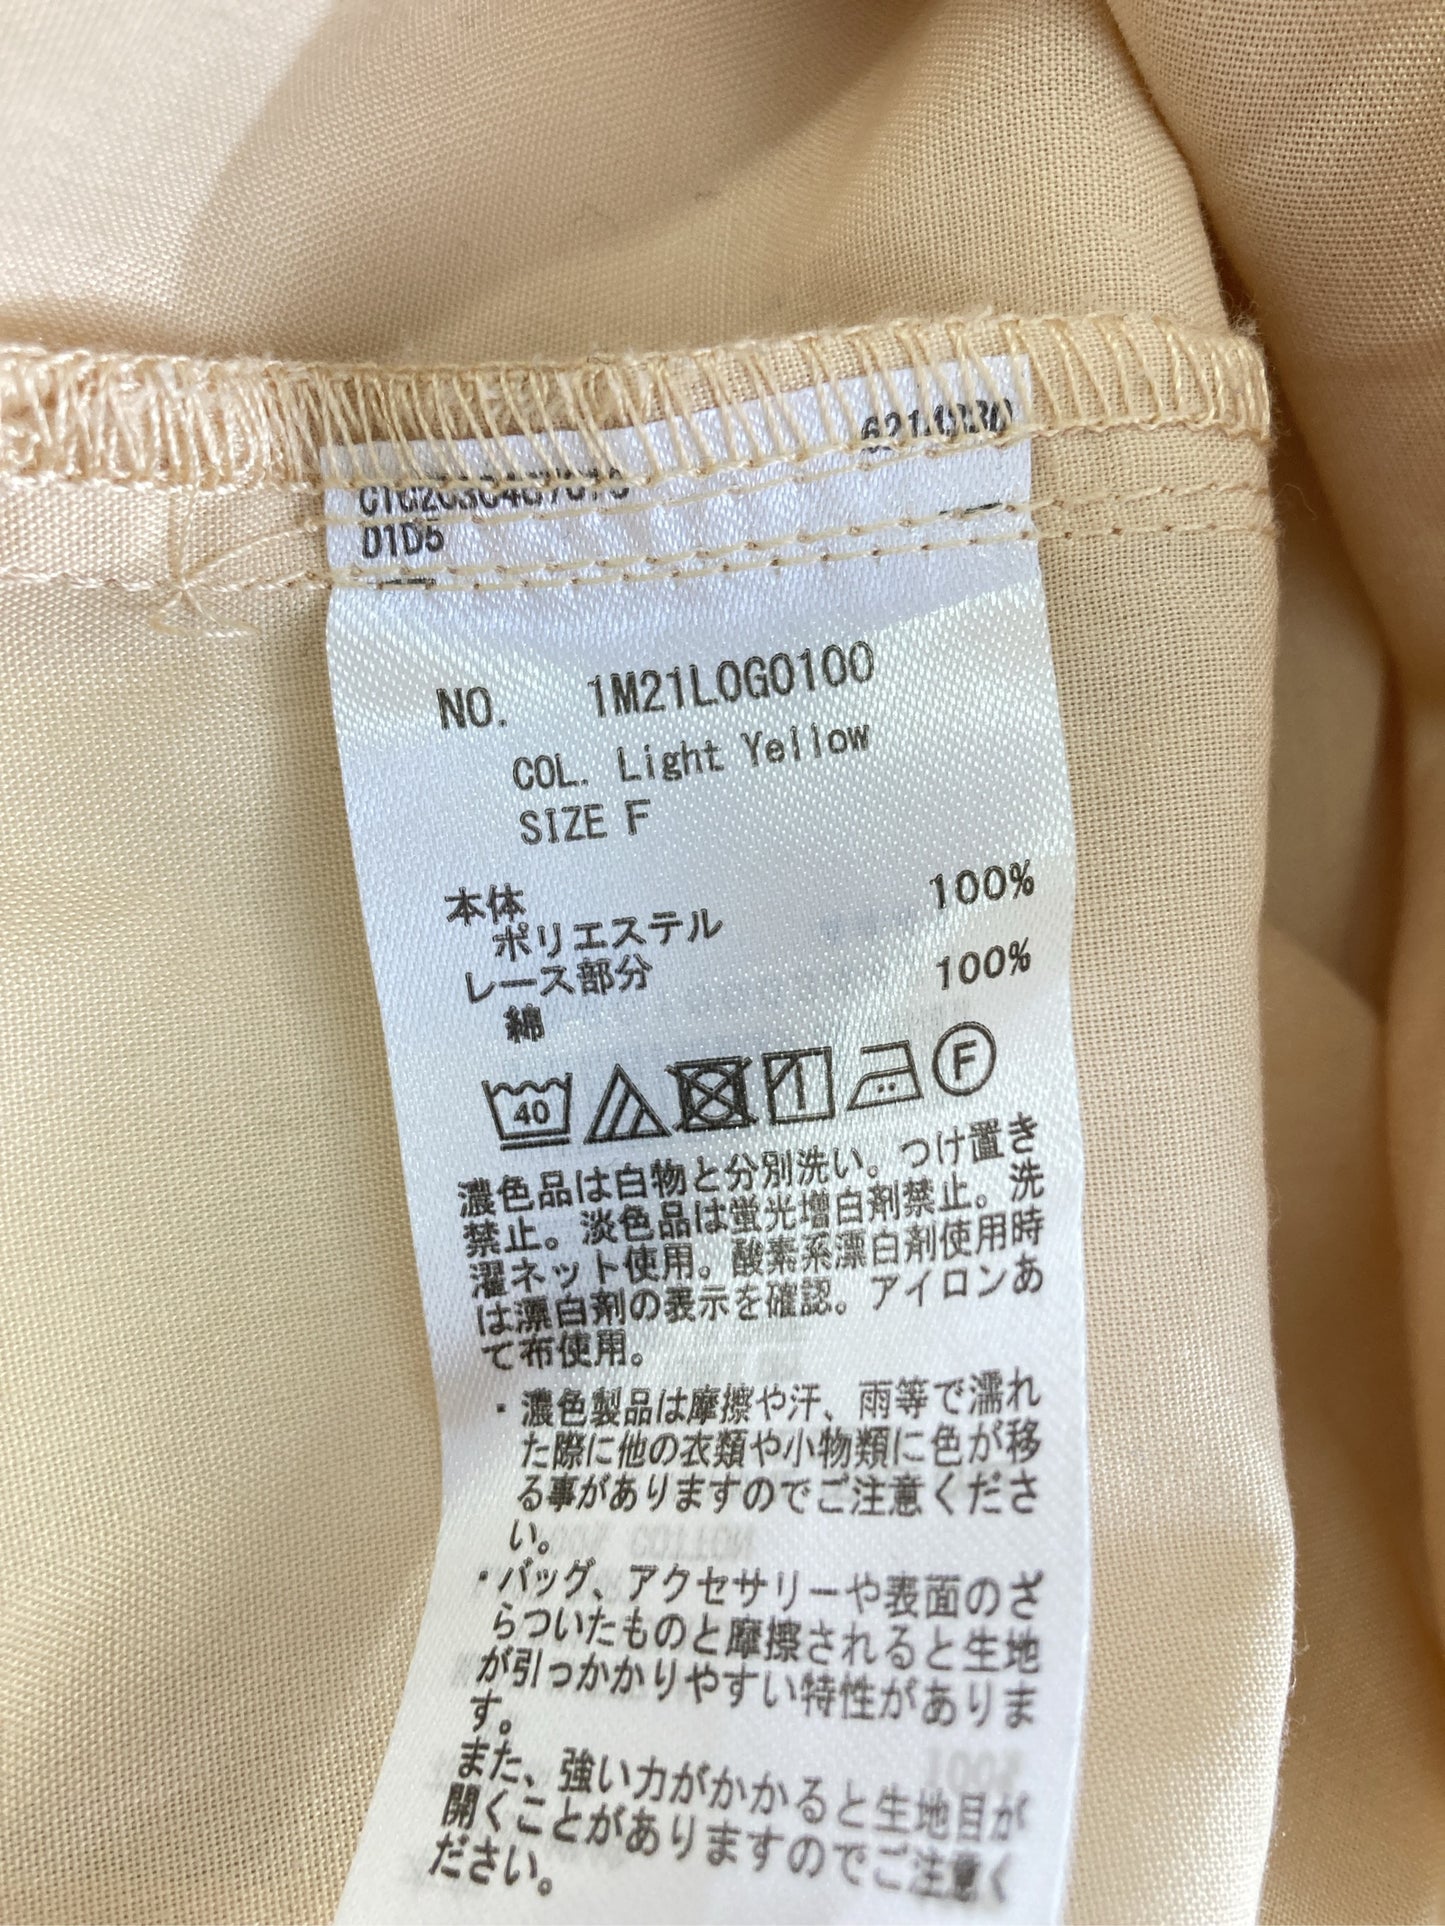 D1D5
NO. 1M21L0G0100
COL. Light Yellow
SIZE F
本体
ポリエステル 100%
レース部分
綿 100%
40
F
濃色品は白物と分別洗い。つけ置き
禁止。淡色品は蛍光増白剤禁止。洗
濯ネット使用。酸素系漂白剤使用時
は漂白剤の表示を確認。アイロンあ
て布使用。
・濃色製品は摩擦や汗、雨等で濡れ
た際に他の衣類や小物類に色が移
る事がありますのでご注意くださ
い。
・バッグ、アクセサリーや表面のざ
らついたものと摩擦されると生地
が引っかかりやすい特性がありま
す。
また、強い力がかかると生地目が
開くことがありますのでご注意く
ださい。